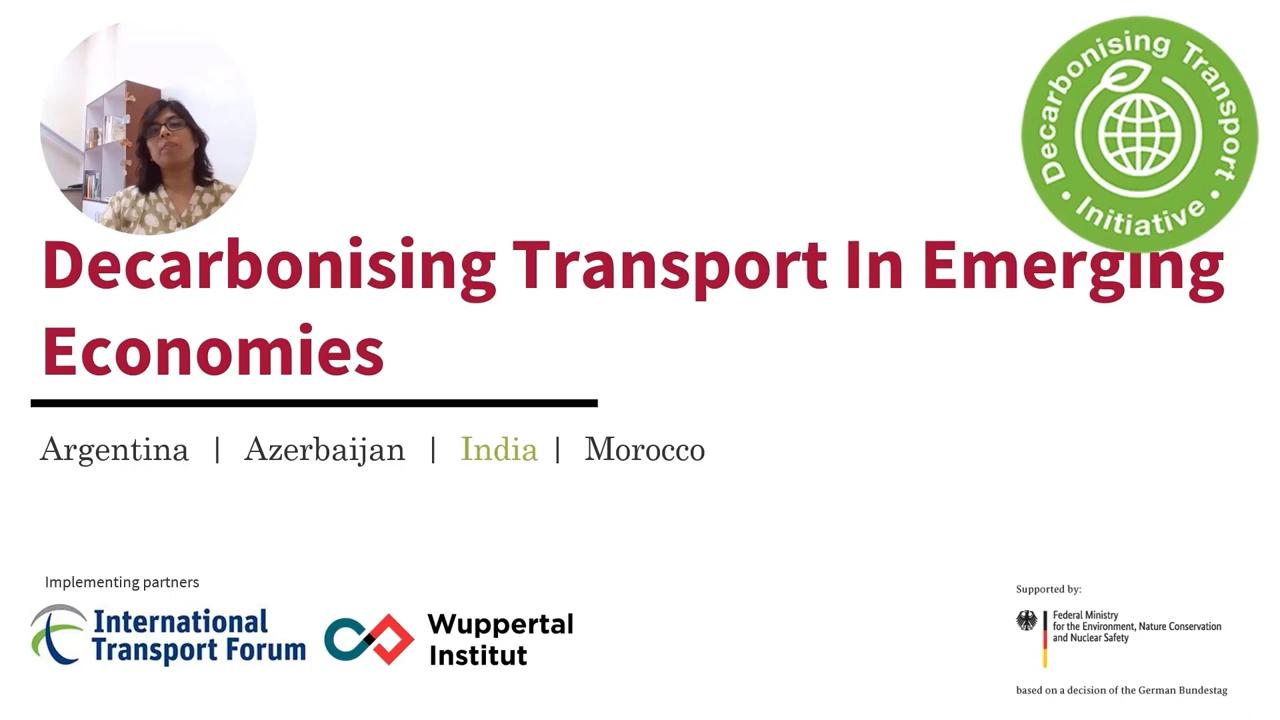 Decarbonising Transport
Initiative
Decarbonising Transport In Emerging
Economies
Argentina | Azerbaijan | India | Morocco
Implementing partners
International
Transport Forum
Wuppertal
Institut
Supported by:
Federal Ministry
for the Environment, Nature Conservation
and Nuclear Safety
based on a decision of the German Bundestag